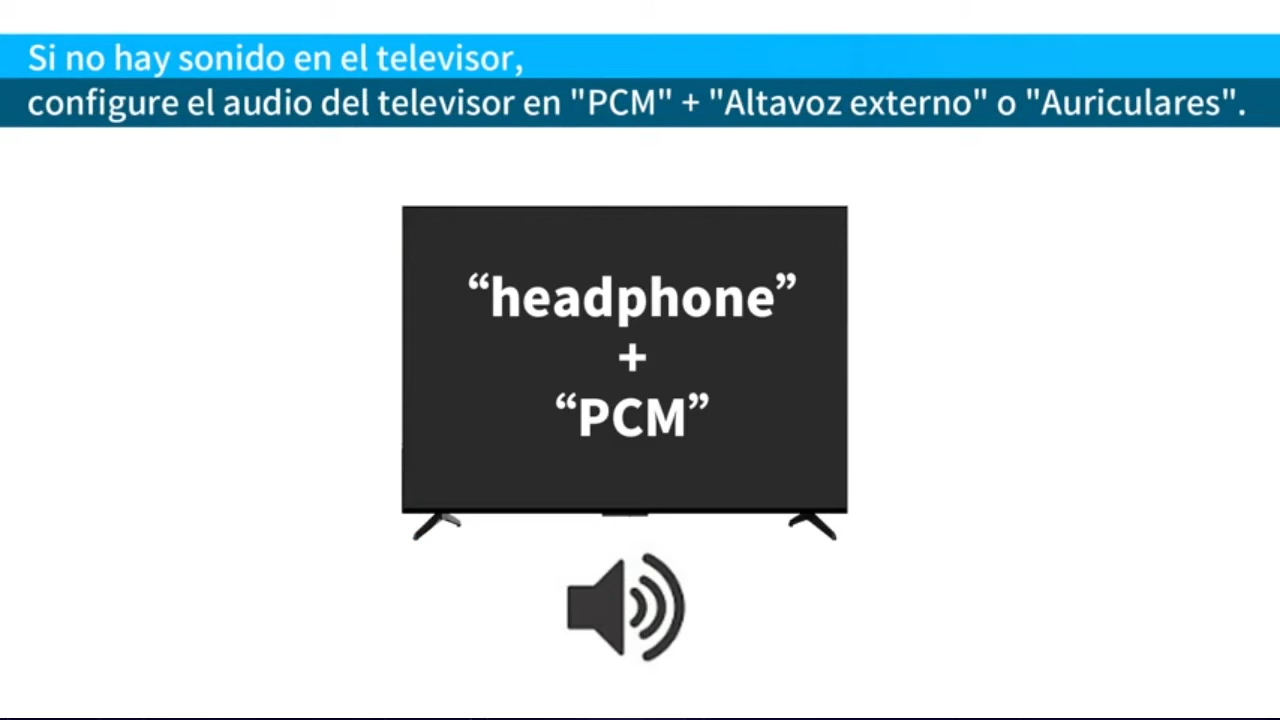 Si no hay sonido en el televisor,
configure el audio del televisor en "PCM" + "Altavoz externo" o "Auriculares".
“headphone”
+
“PCM”